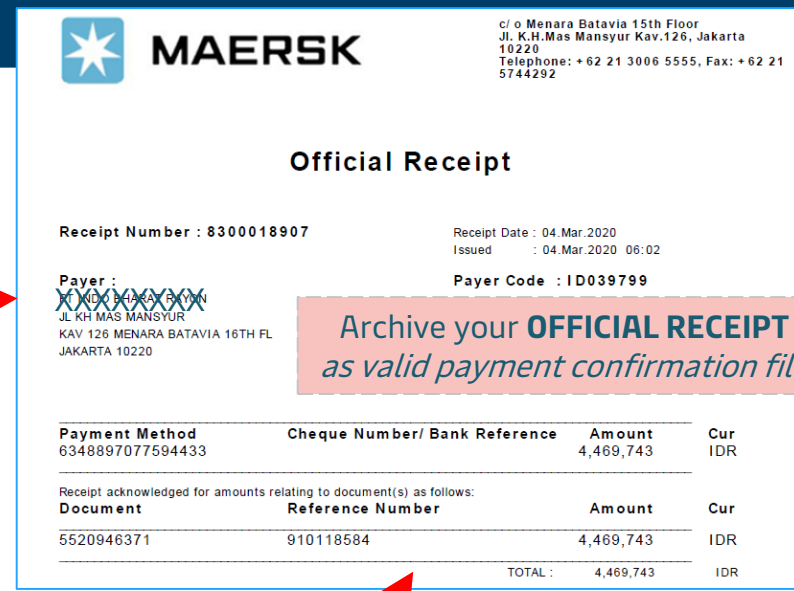 MAERSK
c/ o Menara Batavia 15th Floor
Jl. K.H.Mas Mansyur Kav.126, Jakarta
10220
Telephone: + 62 21 3006 5555, Fax: + 62 21
5744292
Official Receipt
Receipt Number : 8300018907
Receipt Date : 04.Mar.2020
Issued : 04.Mar.2020 06:02
Payer :
Payer Code : ID039799
XXXXXXXXX
JL KH MAS MANSYUR
KAV 126 MENARA BATAVIA 16TH FL
JAKARTA 10220
Archive your OFFICIAL RECEIPT
as valid payment confirmation fil
Payment Method Cheque Number/ Bank Reference Amount Cur
6348897077594433 4,469,743 IDR
Receipt acknowledged for amounts relating to document(s) as follows:
Document Reference Number Amount Cur
5520946371 910118584 4,469,743 IDR
TOTAL : 4,469,743 IDR